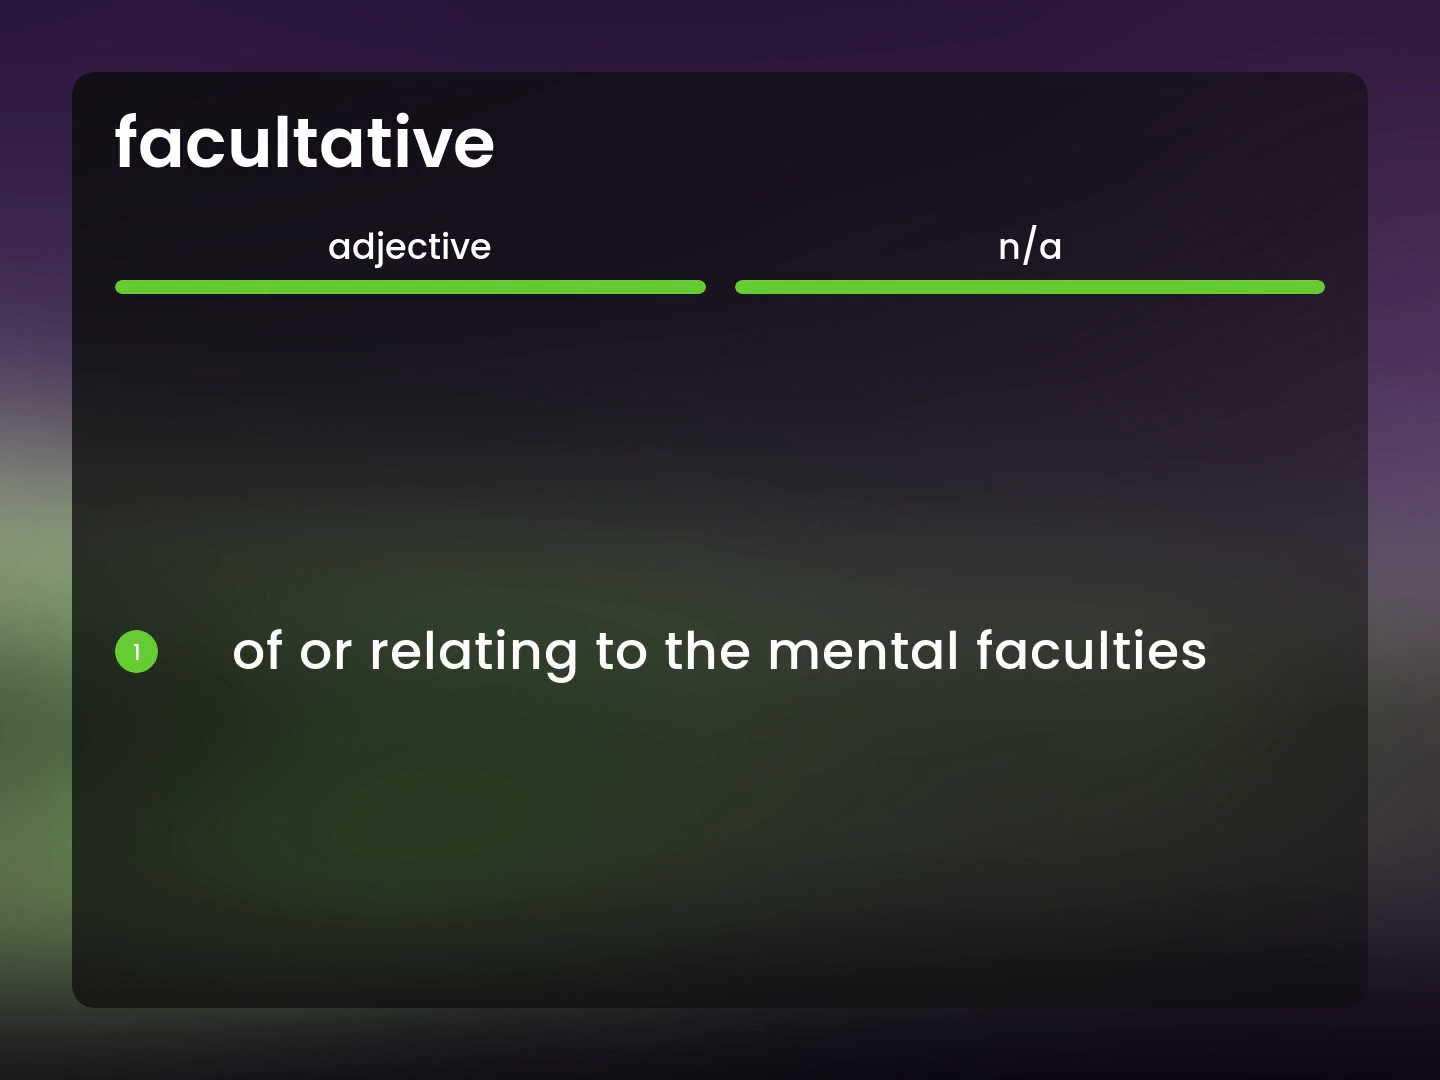 facultative
adjective
n/a
1
of or relating to the mental faculties